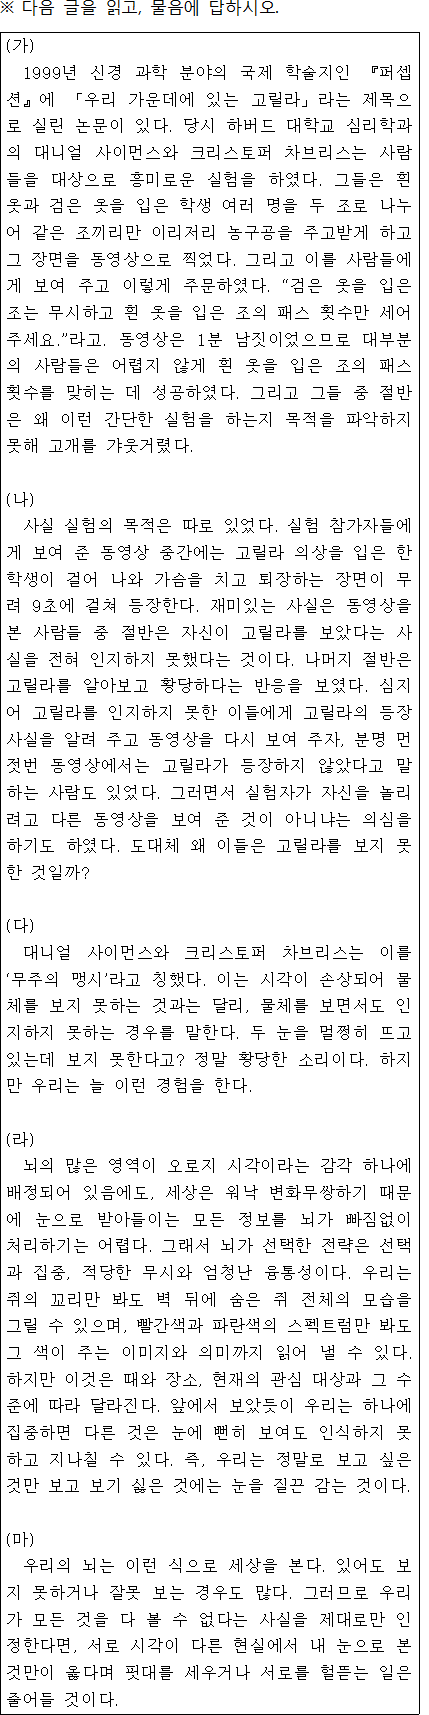 ※ 다음 글을 읽고, 물음에 답하시오.
(가)
1999년 신경 과학 분야의 국제 학술지인 『퍼셉
션』에 「우리 가운데에 있는 고릴라」라는 제목으
로 실린 논문이 있다. 당시 하버드 대학교 심리학과
의 대니얼 사이먼스와 크리스토퍼 차브리스는 사람
들을 대상으로 흥미로운 실험을 하였다. 그들은 흰
옷과 검은 옷을 입은 학생 여러 명을 두 조로 나누
어 같은 조끼리만 이리저리 농구공을 주고받게 하고
그 장면을 동영상으로 찍었다. 그리고 이를 사람들에
게 보여 주고 이렇게 주문하였다. “검은 옷을 입은
조는 무시하고 흰 옷을 입은 조의 패스 횟수만 세어
주세요.”라고. 동영상은 1분 남짓이었으므로 대부분
의 사람들은 어렵지 않게 흰 옷을 입은 조의 패스
횟수를 맞히는 데 성공하였다. 그리고 그들 중 절반
은 왜 이런 간단한 실험을 하는지 목적을 파악하지
못해 고개를 갸웃거렸다.
(나)
사실 실험의 목적은 따로 있었다. 실험 참가자들에
게 보여 준 동영상 중간에는 고릴라 의상을 입은 한
학생이 걸어 나와 가슴을 치고 퇴장하는 장면이 무
려 9초에 걸쳐 등장한다. 재미있는 사실은 동영상을
본 사람들 중 절반은 자신이 고릴라를 보았다는 사
실을 전혀 인지하지 못했다는 것이다. 나머지 절반은
고릴라를 알아보고 황당하다는 반응을 보였다. 심지
어 고릴라를 인지하지 못한 이들에게 고릴라의 등장
사실을 알려 주고 동영상을 다시 보여 주자, 분명 먼
젓번 동영상에서는 고릴라가 등장하지 않았다고 말
하는 사람도 있었다. 그러면서 실험자가 자신을 놀리
려고 다른 동영상을 보여 준 것이 아니냐는 의심을
하기도 하였다. 도대체 왜 이들은 고릴라를 보지 못
한 것일까?
(다)
대니얼 사이먼스와 크리스토퍼 차브리스는 이를
‘무주의 맹시’라고 칭했다. 이는 시각이 손상되어 물
체를 보지 못하는 것과는 달리, 물체를 보면서도 인
지하지 못하는 경우를 말한다. 두 눈을 멀쩡히 뜨고
있는데 보지 못한다고? 정말 황당한 소리이다. 하지
만 우리는 늘 이런 경험을 한다.
(라)
뇌의 많은 영역이 오로지 시각이라는 감각 하나에
배정되어 있음에도, 세상은 워낙 변화무쌍하기 때문
에 눈으로 받아들이는 모든 정보를 뇌가 빠짐없이
처리하기는 어렵다. 그래서 뇌가 선택한 전략은 선택
과 집중, 적당한 무시와 엄청난 융통성이다. 우리는
쥐의 꼬리만 봐도 벽 뒤에 숨은 쥐 전체의 모습을
그릴 수 있으며, 빨간색과 파란색의 스펙트럼만 봐도
그 색이 주는 이미지와 의미까지 읽어 낼 수 있다.
하지만 이것은 때와 장소, 현재의 관심 대상과 그 수
준에 따라 달라진다. 앞에서 보았듯이 우리는 하나에
집중하면 다른 것은 눈에 뻔히 보여도 인식하지 못
하고 지나칠 수 있다. 즉, 우리는 정말로 보고 싶은
것만 보고 보기 싫은 것에는 눈을 질끈 감는 것이다.
(마)
우리의 뇌는 이런 식으로 세상을 본다. 있어도 보
지 못하거나 잘못 보는 경우도 많다. 그러므로 우리
가 모든 것을 다 볼 수 없다는 사실을 제대로만 인
정한다면, 서로 시각이 다른 현실에서 내 눈으로 본
것만이 옳다며 핏대를 세우거나 서로를 헐뜯는 일은
줄어들 것이다.